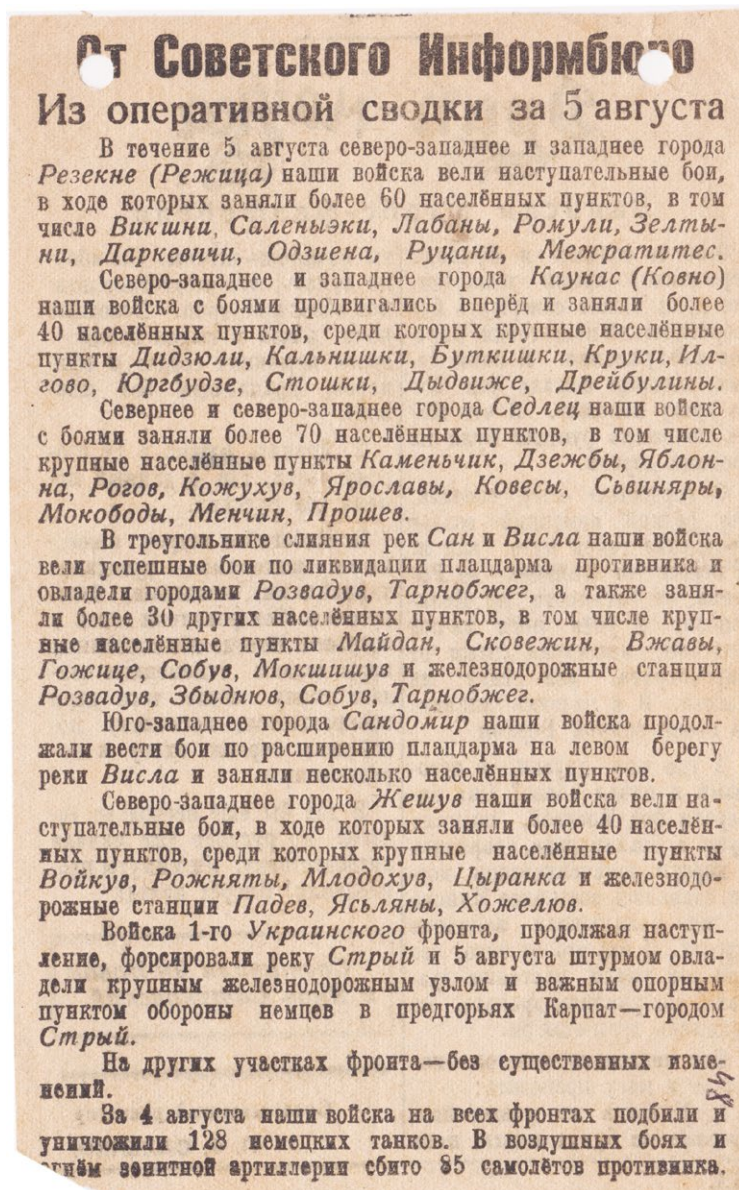 От Советского Информбюро
Из оперативной сводки за 5 августа
В течение 5 августа северо-западнее и западнее города
Резекне (Режица) наши войска вели наступательные бои,
в ходе которых заняли более 60 населённых пунктов, в том
числе Викшни, Саленыэки, Лабаны, Ромули, Зелты-
ни, Даркевичи, Одзиена, Руцани, Межратитес.
Северо-западнее и западнее города Каунас (Ковно)
наши войска с боями продвигались вперёд и заняли более
40 населённых пунктов, среди которых крупные населённые
пункты Дидзюли, Кальнишки, Буткишки, Круки, Ил-
гово, Юргбудзе, Стошки, Дыдвиже, Дрейбулины.
Севернее и северо-западнее города Седлец наши войска
с боями заняли более 70 населённых пунктов, в том числе
крупные населённые пункты Каменьчик, Дзежбы, Яблон-
на, Рогов, Кожухув, Ярославы, Ковесы, Сьвиняры,
Мокободы, Менчин, Прошев.
В треугольнике слияния рек Сан и Висла наши войска
вели успешные бои по ликвидации плацдарма противника и
овладели городами Розвадув, Тарнобжег, а также заня-
ли более 30 других населённых пунктов, в том числе круп-
ные населённые пункты Майдан, Сковежин, Вжавы,
Гожице, Собув, Мокшишув и железнодорожные станции
Розвадув, Збыднюв, Собув, Тарнобжег.
Юго-западнее города Сандомир наши войска продол-
жали вести бои по расширению плацдарма на левом берегу
реки Висла и заняли несколько населённых пунктов.
Северо-западнее города Жешув наши войска вели на-
ступательные бои, в ходе которых заняли более 40 населён-
ных пунктов, среди которых крупные населённые пункты
Войкув, Рожняты, Млодохув, Цыранка и железнодо-
рожные станции Падев, Ясьляны, Хожелюв.
Войска 1-го Украинского фронта, продолжая наступ-
ление, форсировали реку Стрый и 5 августа штурмом овла-
дели крупным железнодорожным узлом и важным опорным
пунктом обороны немцев в предгорьях Карпат—городом
Стрый.
На других участках фронта—без существенных изме-
нений.
48
За 4 августа наши войска на всех фронтах подбили и
уничтожили 128 немецких танков. В воздушных боях и
огнём зенитной артиллерии сбито 85 самолётов противника.